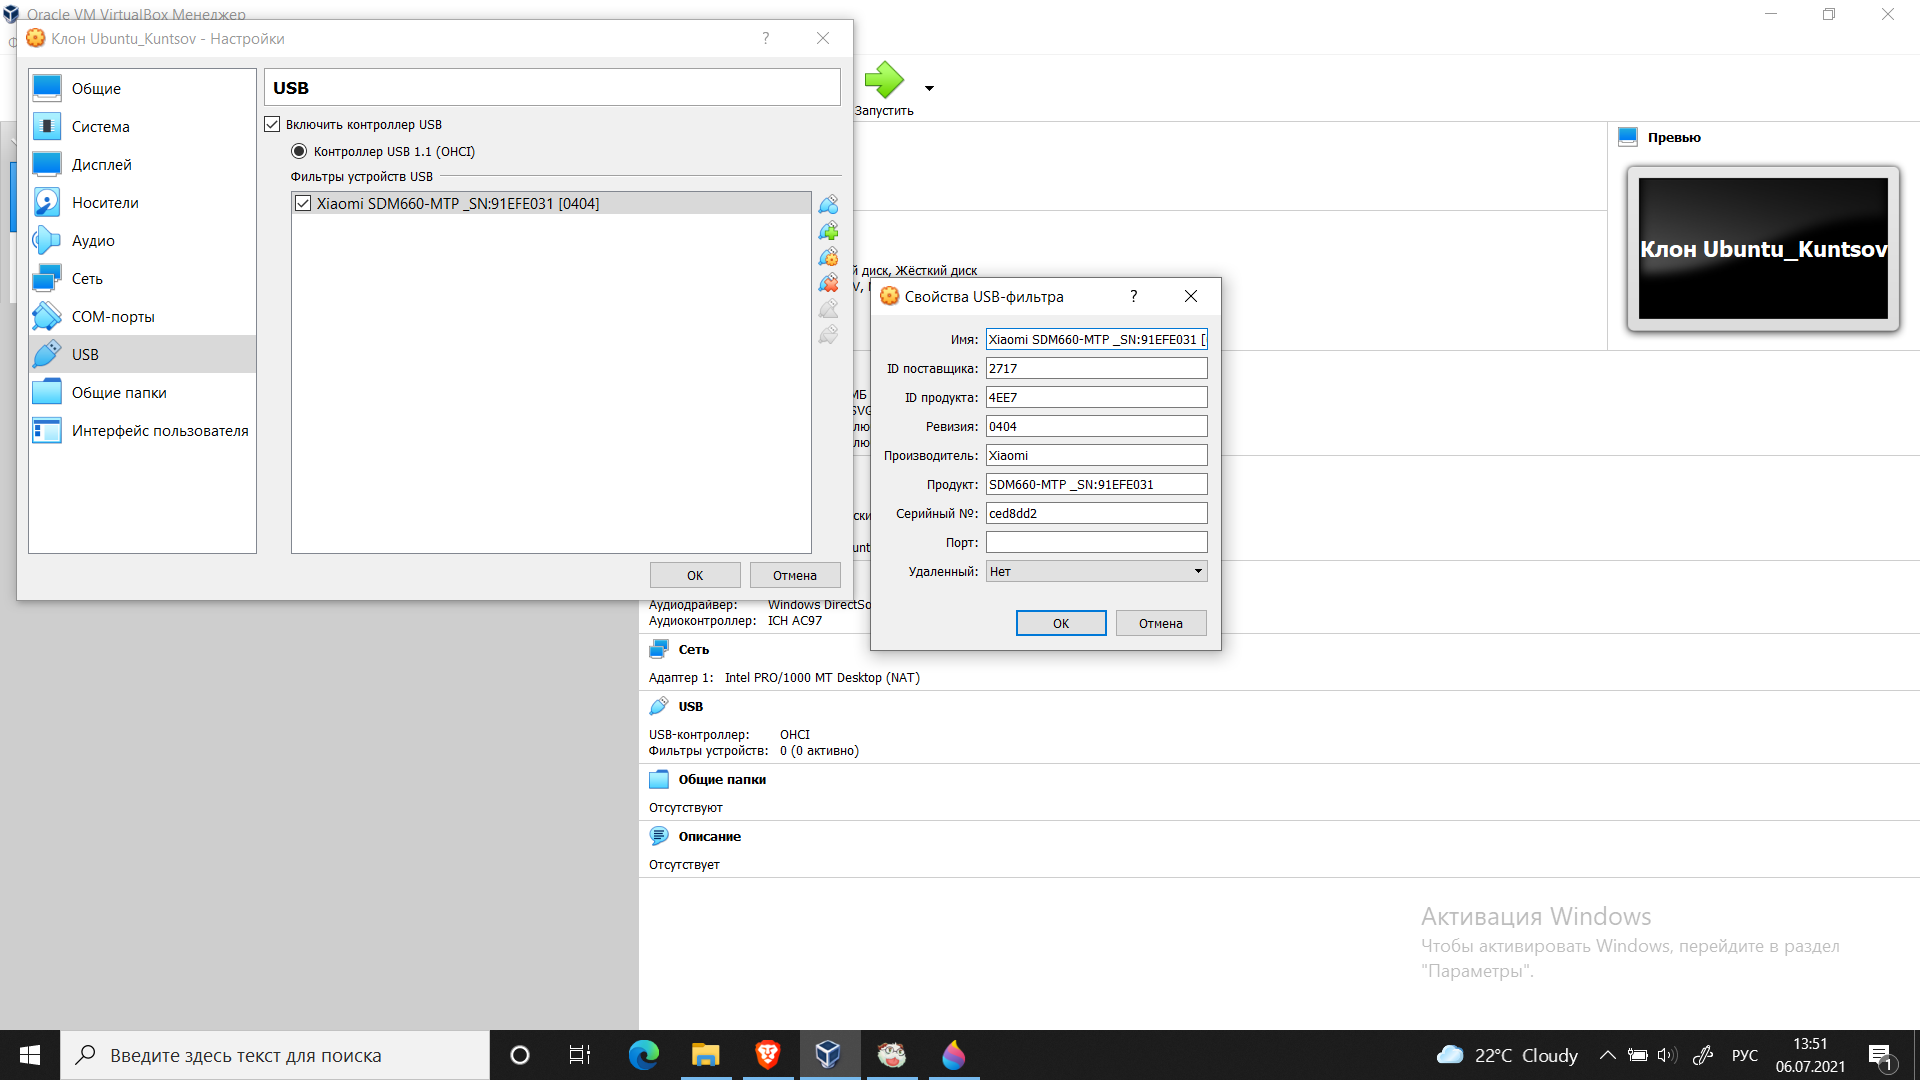 Oracle VM VirtualBox Менеджер
Клон Ubuntu_Kuntsov - Настройки
?
Общие
Система
Дисплей
Носители
Аудио
Сеть
COM-порты
USB
Общие папки
Интерфейс пользователя
USB
Включить контроллер USB
Контроллер USB 1.1 (OHCI)
Фильтры устройств USB
Xiaomi SDM660-MTP _SN:91EFE031 [0404]
OK
Отмена
Запустить
Превью
Клон Ubuntu_Kuntsov
й диск, Жёсткий диск
Свойства USB-фильтра
?
Имя: Xiaomi SDM660-MTP _SN:91EFE031 [
ID поставщика: 2717
ID продукта: 4EE7
Ревизия: 0404
Производитель: Xiaomi
Продукт: SDM660-MTP _SN:91EFE031
Серийный №: ced8dd2
Порт:
Удаленный: Нет
OK
Отмена
Аудиодрайвер: Windows DirectSo
Аудиоконтроллер: ICH AC97
Сеть
Адаптер 1: Intel PRO/1000 MT Desktop (NAT)
USB
USB-контроллер: OHCI
Фильтры устройств: 0 (0 активно)
Общие папки
Отсутствуют
Описание
Отсутствует
Активация Windows
Чтобы активировать Windows, перейдите в раздел
"Параметры".
Введите здесь текст для поиска
22°C Cloudy
РУС
13:51
06.07.2021
1